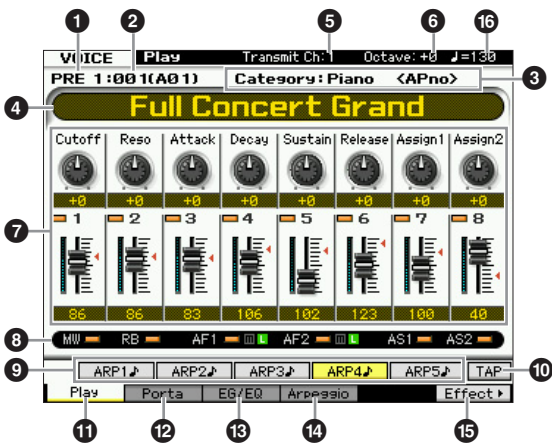 1 2 5 6 16
VOICE Play Transmit Ch:1 Octave:+0 ♩=130
PRE 1:001(A01) Category:Piano <APno> 3
4 Full Concert Grand
Cutoff Reso Attack Decay Sustain Release Assign1 Assign2
+0 +0 +0 +0 +0 +0 +0 +0
7 1 2 3 4 5 6 7 8
86 86 83 106 102 123 100 40
8 MW RB AF1 m L AF2 m L AS1 AS2
9 ARP1♪ ARP2♪ ARP3♪ ARP4♪ ARP5♪ TAP 10
Play Porta EG/EQ Arpeggio Effect
11 12 13 14 15